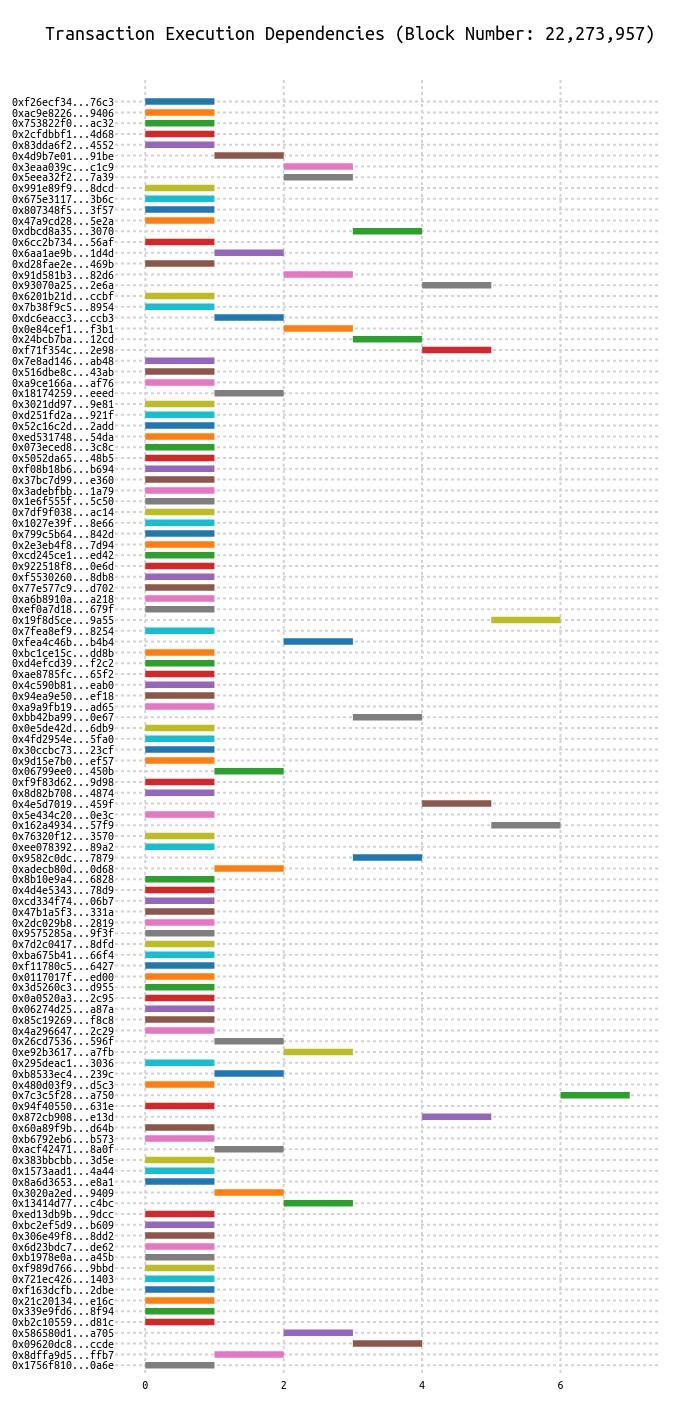 Transaction Execution Dependencies (Block Number: 22,273,957)
0xf26ecf34...76c3
0xac9e8226...9406
0x753822f0...ac32
0x2cfdbbf1...4d68
0x83dda6f2...4552
0x4d9b7e01...91be
0x3eaa039c...c1c9
0x5eea32f2...7a39
0x991e89f9...8dcd
0x675e3117...3b6c
0x807348f5...3f57
0x47a9cd28...5e2a
0xdbcd8a35...3070
0x6cc2b734...56af
0x6aa1ae9b...1d4d
0xd28fae2e...469b
0x91d581b3...82d6
0x93070a25...2e6a
0x6201b21d...ccbf
0x7b38f9c5...8954
0xdc6eacc3...ccb3
0x0e84cef1...f3b1
0x24bcb7ba...12cd
0xf71f354c...2e98
0x7e8ad146...ab48
0x516dbe8c...43ab
0xa9ce166a...af76
0x18174259...eeed
0x3021dd97...9e81
0xd251fd2a...921f
0x52c16c2d...2add
0xed531748...54da
0x073eced8...3c8c
0x5052da65...48b5
0xf08b18b6...b694
0x37bc7d99...e360
0x3adebfbb...1a79
0x1e6f555f...5c50
0x7df9f038...ac14
0x1027e39f...8e66
0x799c5b64...842d
0x2e3eb4f8...7d94
0xcd245ce1...ed42
0x922518f8...0e6d
0xf5530260...8db8
0x77e577c9...d702
0xa6b8910a...a218
0xef0a7d18...679f
0x19f8d5ce...9a55
0x7fea8ef9...8254
0xfea4c46b...b4b4
0xbc1ce15c...dd8b
0xd4efcd39...f2c2
0xae8785fc...65f2
0x4c590b81...eab0
0x94ea9e50...ef18
0xa9a9fb19...ad65
0xbb42ba99...0e67
0x0e5de42d...6db9
0x4fd2954e...5fa0
0x30ccbc73...23cf
0x9d15e7b0...ef57
0x06799ee0...450b
0xf9f83d62...9d98
0x8d82b708...4874
0x4e5d7019...459f
0x5e434c20...0e3c
0x162a4934...57f9
0x76320f12...3570
0xee078392...89a2
0x9582c0dc...7879
0xadecb80d...0d68
0x8b10e9a4...6828
0x4d4e5343...78d9
0xcd334f74...06b7
0x47b1a5f3...331a
0x2dc029b8...2819
0x9575285a...9f3f
0x7d2c0417...8dfd
0xba675b41...66f4
0xf11780c5...6427
0x0117017f...ed00
0x3d5260c3...d955
0x0a0520a3...2c95
0x06274d25...a87a
0x85c19269...f8c8
0x4a296647...2c29
0x26cd7536...596f
0xe92b3617...a7fb
0x295deac1...3036
0xb8533ec4...239c
0x480d03f9...d5c3
0x7c3c5f28...a750
0x94f40550...631e
0x872cb908...e13d
0x60a89f9b...d64b
0xb6792eb6...b573
0xacf42471...8a0f
0x383bbcbb...3d5e
0x1573aad1...4a44
0x8a6d3653...e8a1
0x3020a2ed...9409
0x13414d77...c4bc
0xed13db9b...9dcc
0xbc2ef5d9...b609
0x306e49f8...8dd2
0x6d23bdc7...de62
0xb1978e0a...a45b
0xf989d766...9bbd
0x721ec426...1403
0xf163dcfb...2dbe
0x21c20134...e16c
0x339e9fd6...8f94
0xb2c10559...d81c
0x586580d1...a705
0x09620dc8...ccde
0x8dffa9d5...ffb7
0x1756f810...0a6e
0 2 4 6